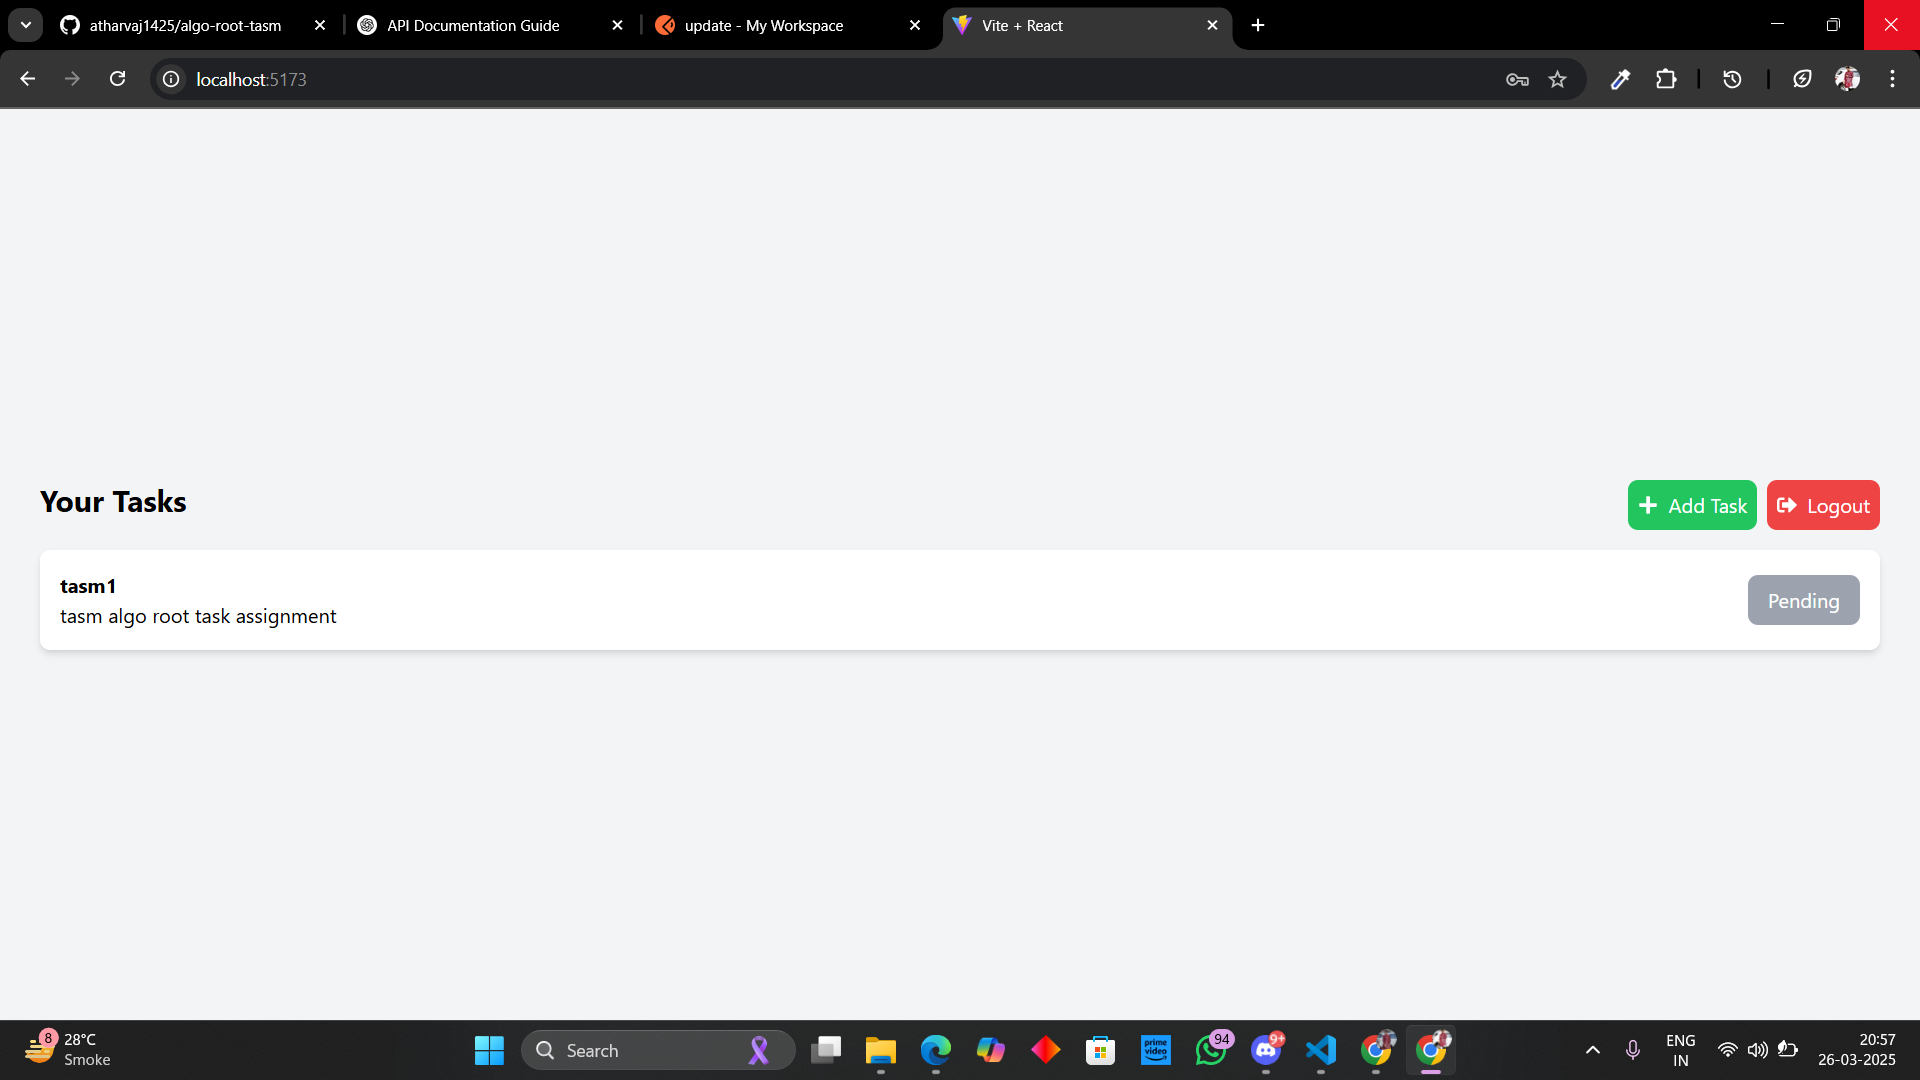 atharvaj1425/algo-root-tasm
API Documentation Guide
update - My Workspace
Vite + React
localhost:5173
Your Tasks
Add Task
Logout
tasm1
tasm algo root task assignment
Pending
8
28°C
Smoke
Search
prime video
94
9+
ENG
IN
20:57
26-03-2025